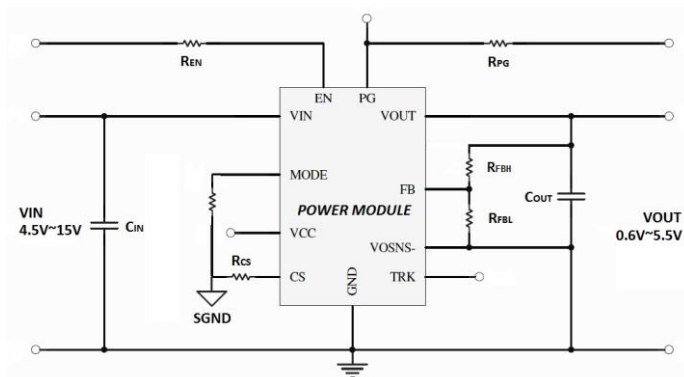 REN
RPG
EN PG
VIN VOUT
MODE
RFBH
FB
COUT
POWER MODULE
VIN
4.5V~15V
CIN
RFBL
VOUT
0.6V~5.5V
VCC
VOSNS-
RCS
CS
GND
TRK
SGND